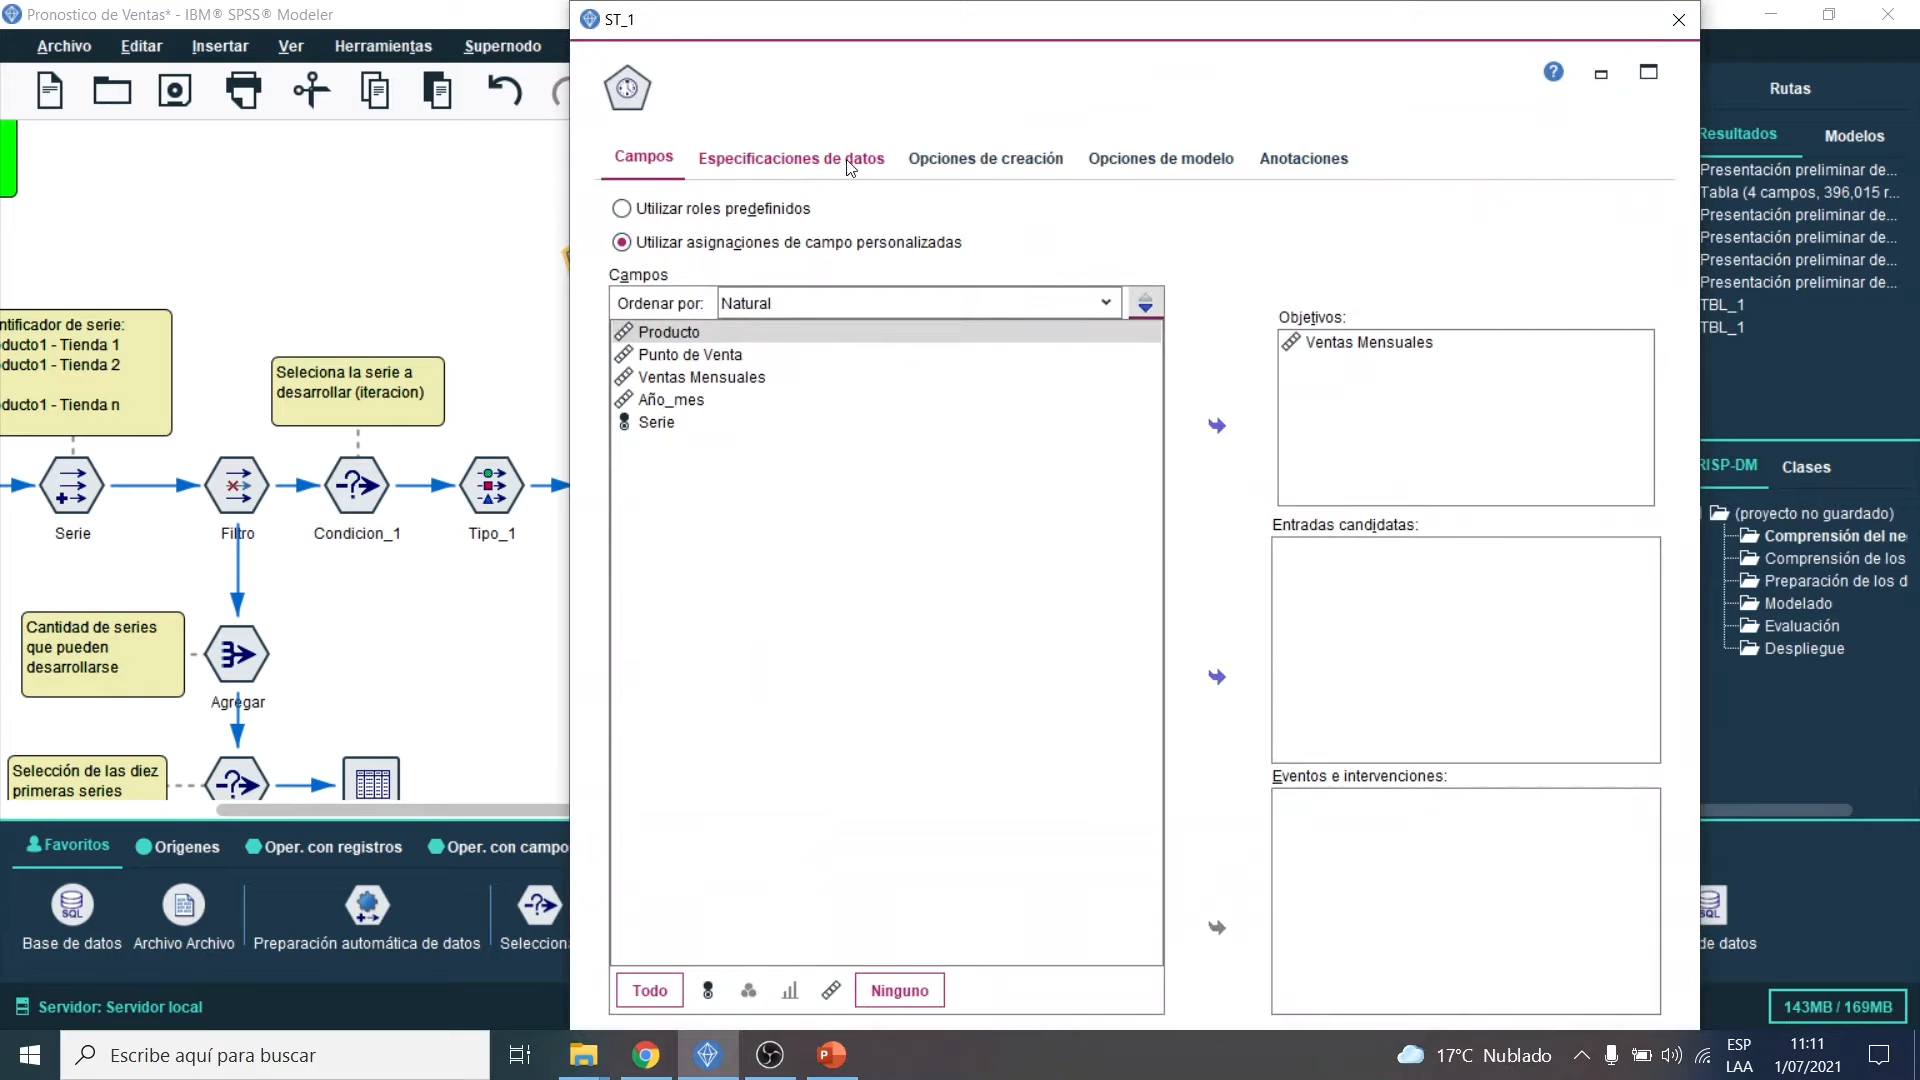 Pronostico de Ventas* - IBM® SPSS® Modeler
Archivo Editar Insertar Ver Herramientas Supernodo
ntificador de serie:
ducto1 - Tienda 1
ducto1 - Tienda 2
ducto1 - Tienda n
Selecciona la serie a
desarrollar (iteracion)
Serie
Filtro
Condicion_1
Tipo_1
Cantidad de series
que pueden
desarrollarse
Agregar
Selección de las diez
primeras series
Favoritos Orígenes Oper. con registros Oper. con campo
SQL
Base de datos Archivo Archivo Preparación automática de datos Seleccion
Servidor: Servidor local
ST_1
?
Campos Especificaciones de datos Opciones de creación Opciones de modelo Anotaciones
Utilizar roles predefinidos
Utilizar asignaciones de campo personalizadas
Campos
Ordenar por: Natural
Producto
Punto de Venta
Ventas Mensuales
Año_mes
Serie
Todo Ninguno
Objetivos:
Ventas Mensuales
Entradas candidatas:
Eventos e intervenciones:
Rutas
Resultados Modelos
Presentación preliminar de...
Tabla (4 campos, 396,015 r...
Presentación preliminar de...
Presentación preliminar de...
Presentación preliminar de...
Presentación preliminar de...
TBL_1
TBL_1
RISP-DM Clases
(proyecto no guardado)
Comprensión del ne
Comprensión de los
Preparación de los d
Modelado
Evaluación
Despliegue
SQL
de datos
143MB / 169MB
Escribe aquí para buscar
17°C Nublado
ESP
LAA
11:11
1/07/2021